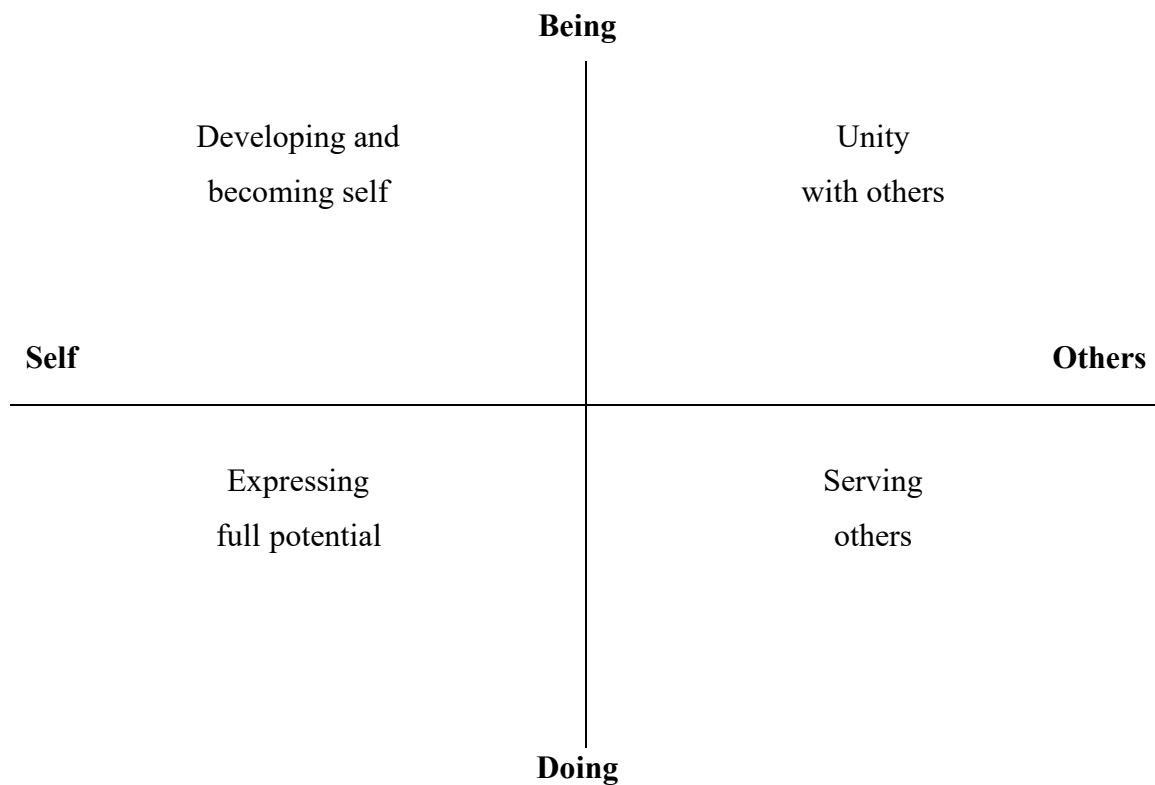 Being
Developing and
becoming self
Unity
with others
Self
Others
Expressing
full potential
Serving
others
Doing